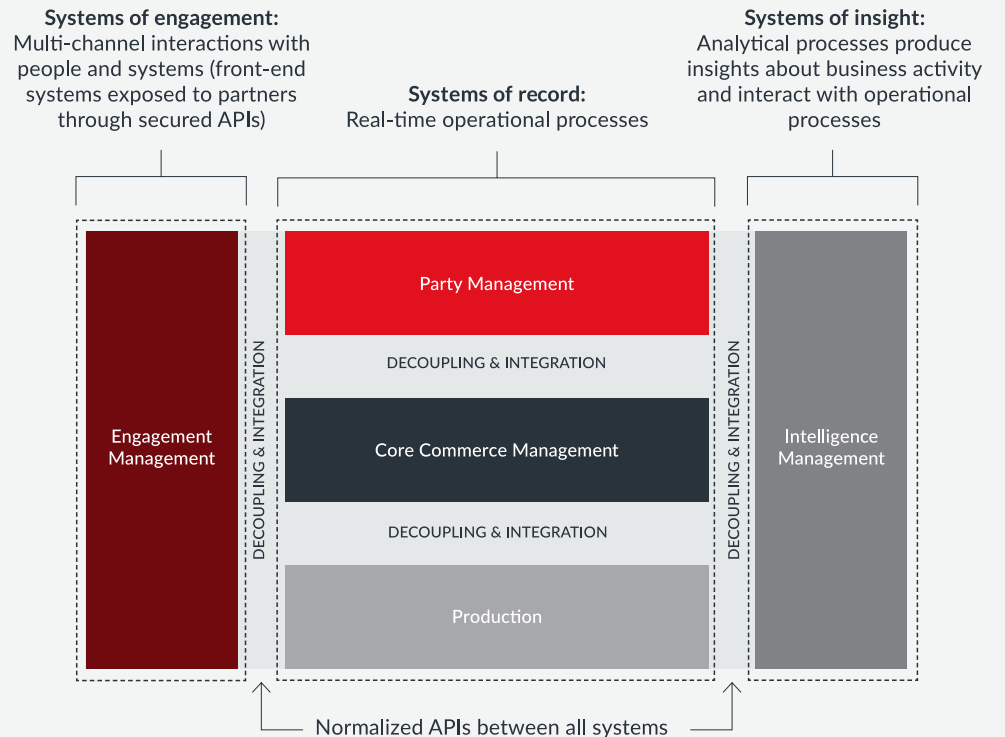 Systems of engagement:
Multi-channel interactions with
people and systems (front-end
systems exposed to partners
through secured APIs)
Systems of record:
Real-time operational processes
Systems of insight:
Analytical processes produce
insights about business activity
and interact with operational
processes
Engagement
Management
DECOUPLING & INTEGRATION
Party Management
DECOUPLING & INTEGRATION
Core Commerce Management
DECOUPLING & INTEGRATION
Production
DECOUPLING & INTEGRATION
Intelligence
Management
Normalized APIs between all systems